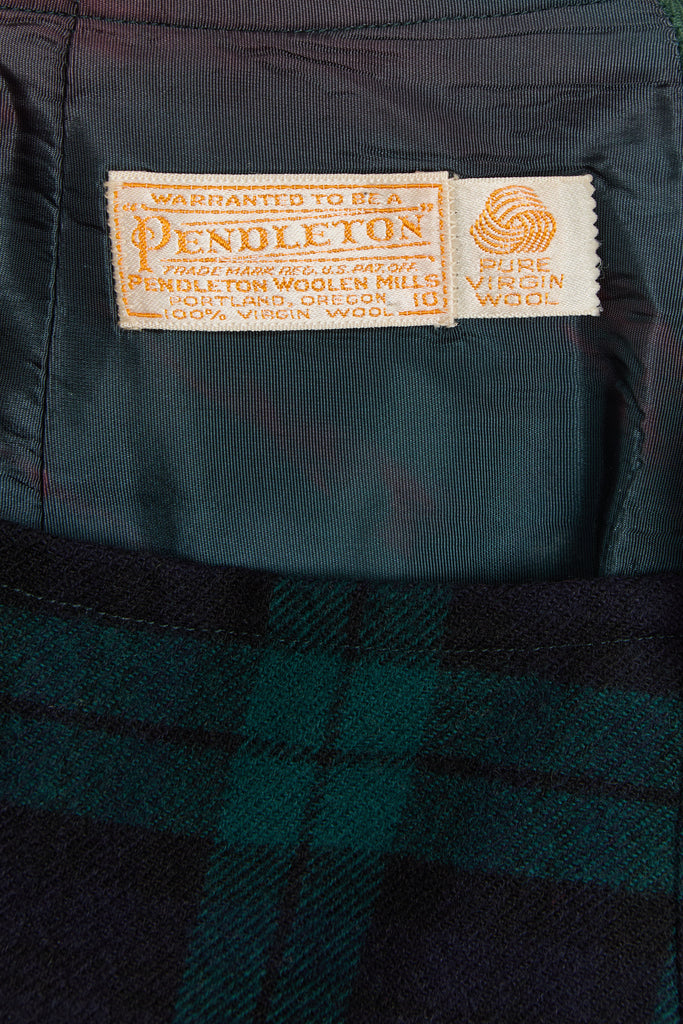 WARRANTED TO BE A
"PENDLETON"
TRADE MARK REG. U.S. PAT. OFF.
PENDLETON WOOLEN MILLS
PORTLAND, OREGON 10
100% VIRGIN WOOL
PURE
VIRGIN
WOOL